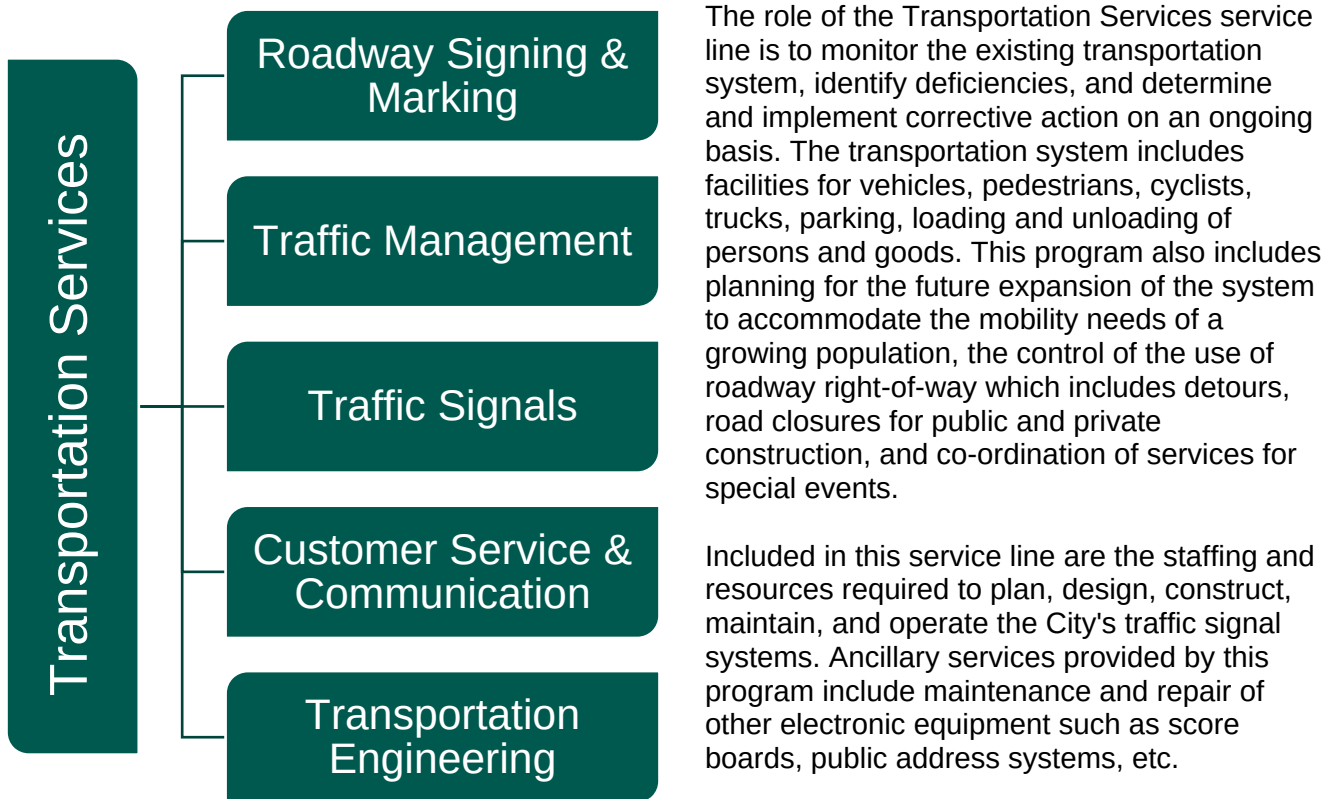 Transportation Services
Roadway Signing &
Marking
Traffic Management
Traffic Signals
Customer Service &
Communication
Transportation
Engineering
The role of the Transportation Services service
line is to monitor the existing transportation
system, identify deficiencies, and determine
and implement corrective action on an ongoing
basis. The transportation system includes
facilities for vehicles, pedestrians, cyclists,
trucks, parking, loading and unloading of
persons and goods. This program also includes
planning for the future expansion of the system
to accommodate the mobility needs of a
growing population, the control of the use of
roadway right-of-way which includes detours,
road closures for public and private
construction, and co-ordination of services for
special events.
Included in this service line are the staffing and
resources required to plan, design, construct,
maintain, and operate the City's traffic signal
systems. Ancillary services provided by this
program include maintenance and repair of
other electronic equipment such as score
boards, public address systems, etc.